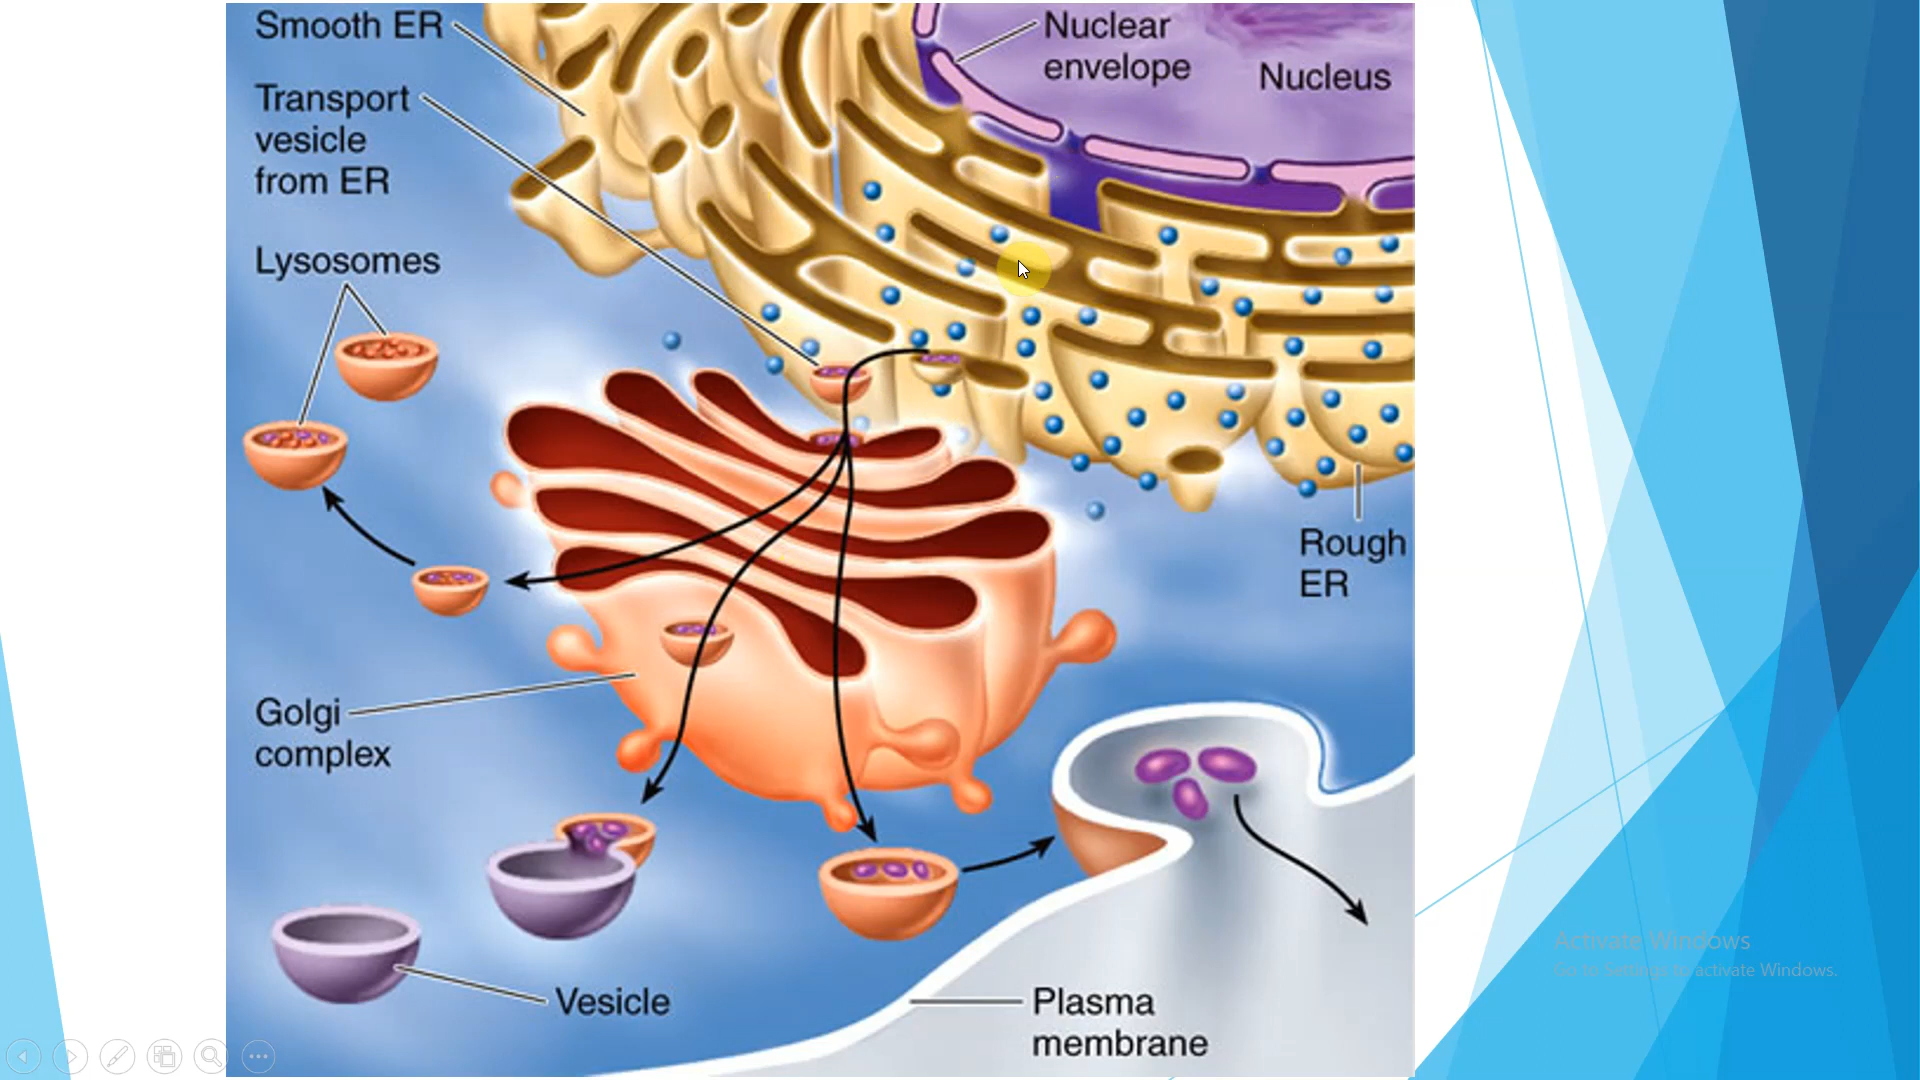 Smooth ER
Transport
vesicle
from ER
Lysosomes
Nuclear
envelope
Nucleus
Rough
ER
Golgi
complex
Vesicle
Plasma
membrane
Activate Windows
Go to Settings to activate Windows.